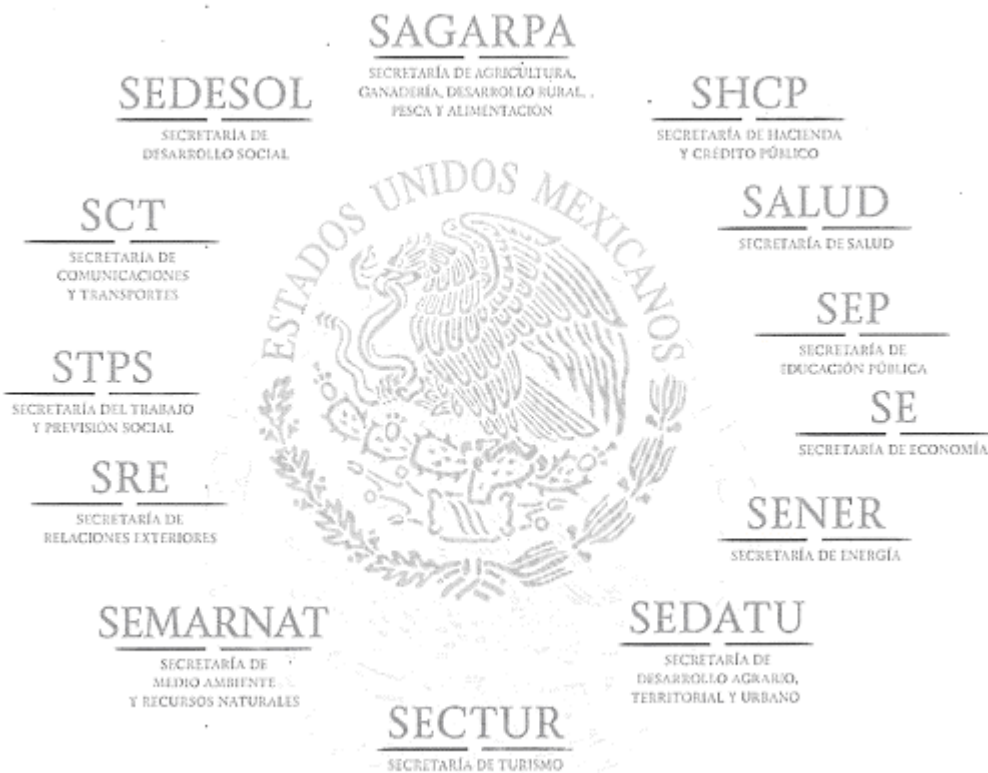 SAGARPA
SECRETARÍA DE AGRICULTURA,
GANADERÍA, DESARROLLO RURAL,
PESCA Y ALIMENTACIÓN
SEDESOL
SECRETARÍA DE
DESARROLLO SOCIAL
SHCP
SECRETARÍA DE HACIENDA
Y CRÉDITO PÚBLICO
ESTADOS UNIDOS MEXICANOS
SCT
SECRETARÍA DE
COMUNICACIONES
Y TRANSPORTES
SALUD
SECRETARÍA DE SALUD
SEP
SECRETARÍA DE
EDUCACIÓN PÚBLICA
STPS
SECRETARÍA DEL TRABAJO
Y PREVISIÓN SOCIAL
SE
SECRETARÍA DE ECONOMÍA
SRE
SECRETARÍA DE
RELACIONES EXTERIORES
SENER
SECRETARÍA DE ENERGÍA
SEMARNAT
SECRETARÍA DE
MEDIO AMBIENTE
Y RECURSOS NATURALES
SEDATU
SECRETARÍA DE
DESARROLLO AGRARIO,
TERRITORIAL Y URBANO
SECTUR
SECRETARÍA DE TURISMO